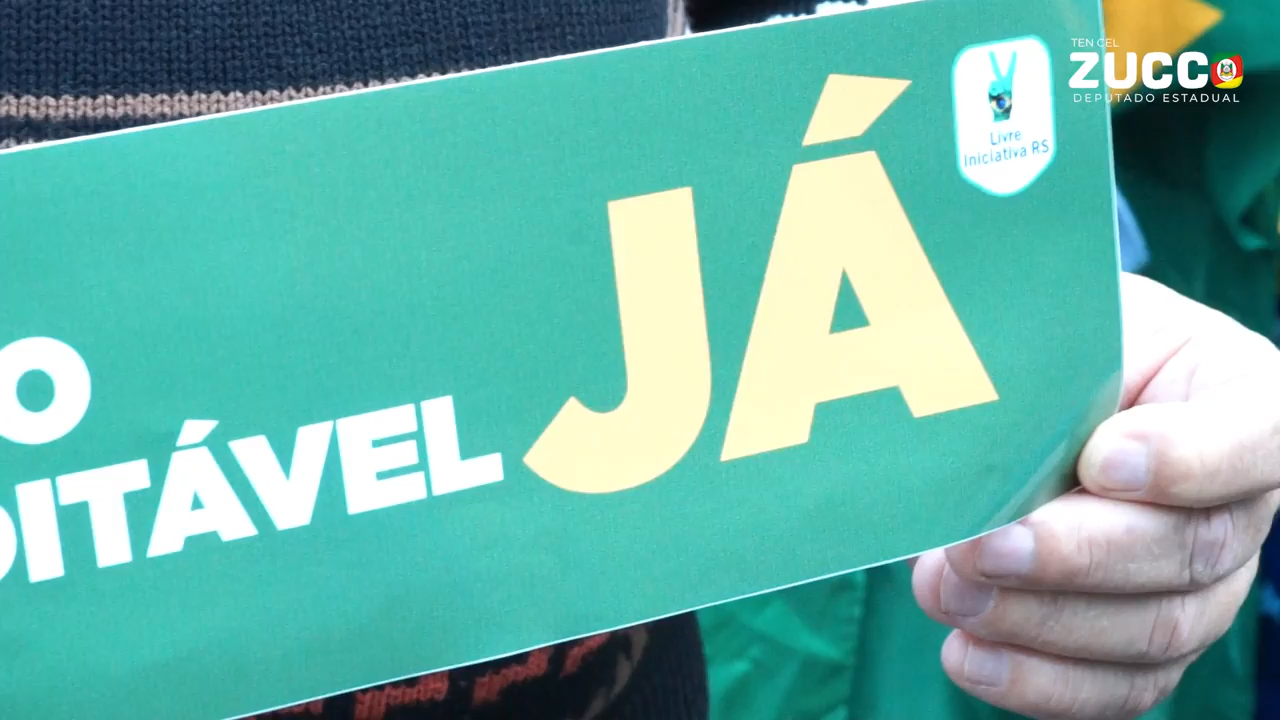 TEN CEL
ZUCCO
DEPUTADO ESTADUAL
Livre
Iniciativa RS
O
DITÁVEL JÁ